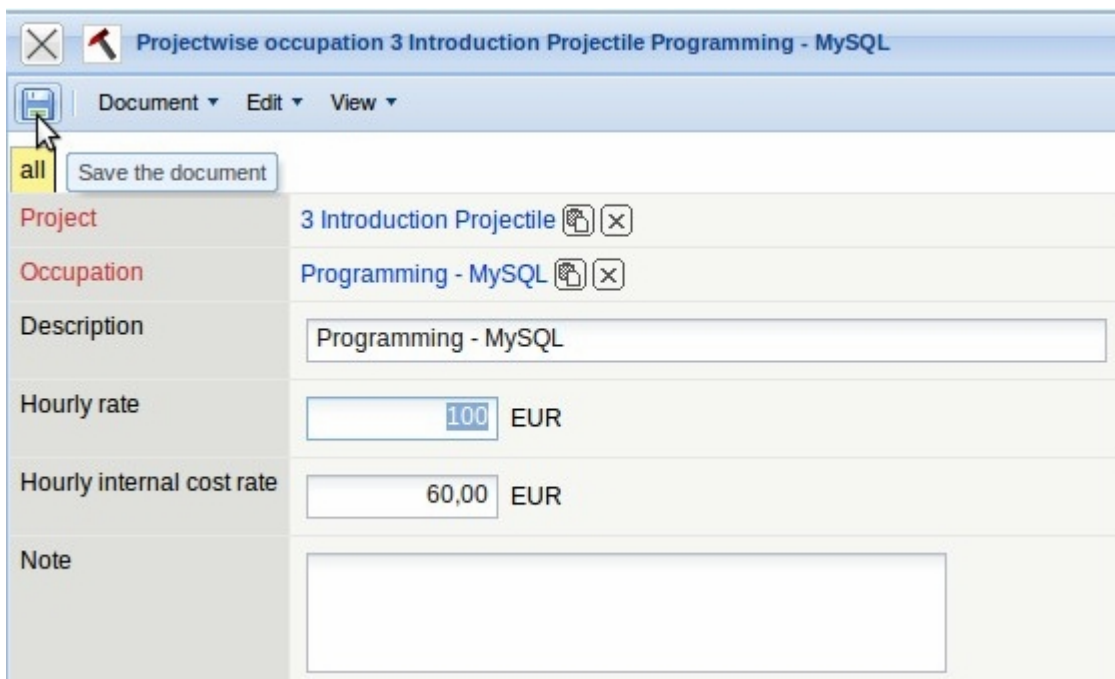 Projectwise occupation 3 Introduction Projectile Programming - MySQL
Document Edit View
all Save the document
Project 3 Introduction Projectile
Occupation Programming - MySQL
Description Programming - MySQL
Hourly rate 100 EUR
Hourly internal cost rate 60,00 EUR
Note